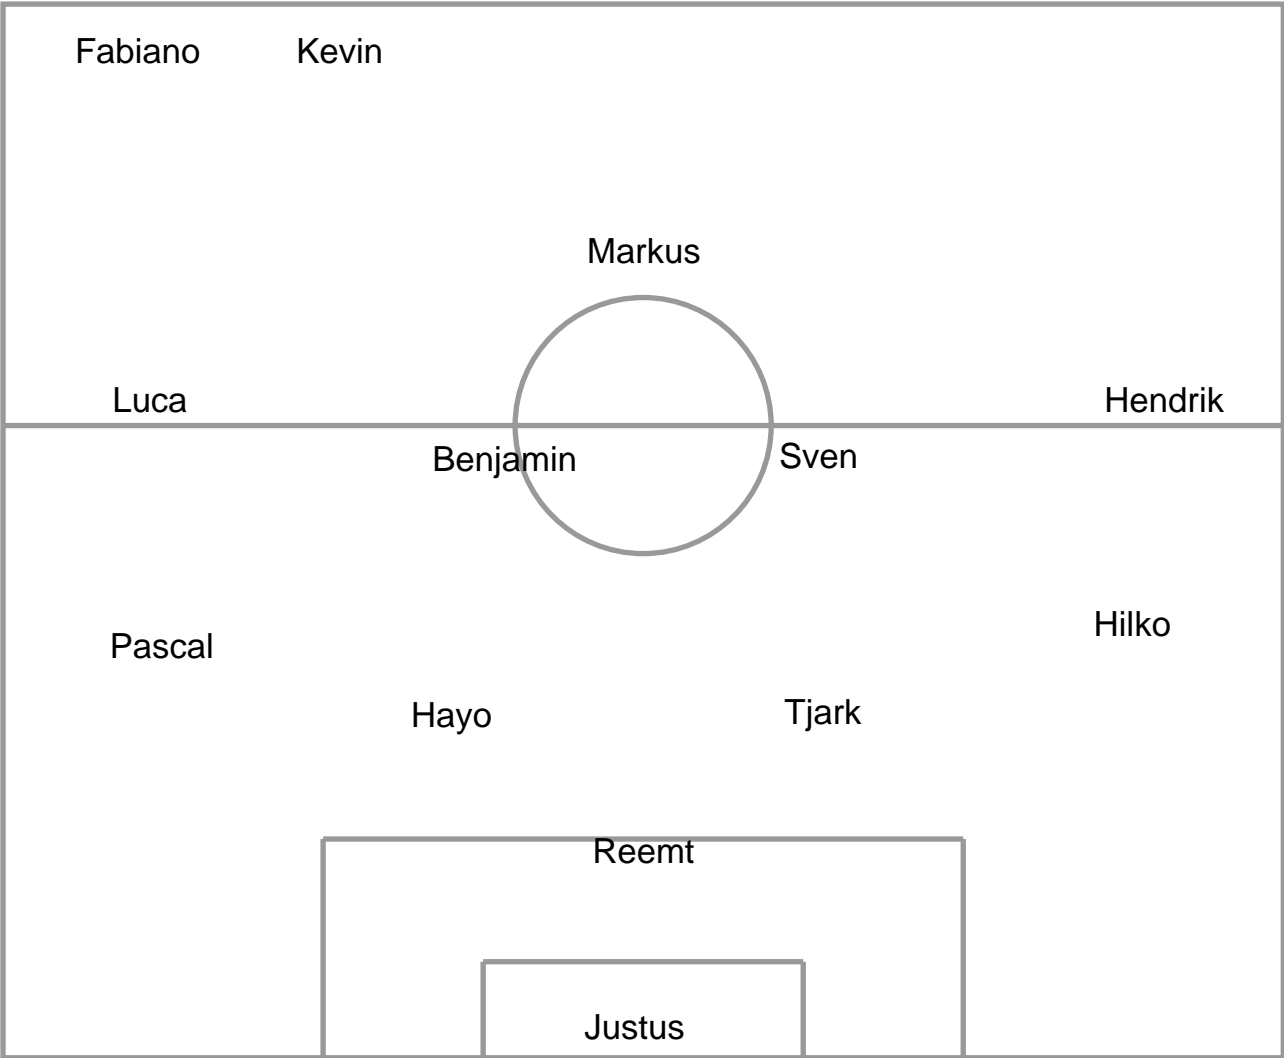 Fabiano Kevin
Markus
Luca Hendrik
Benjamin Sven
Pascal Hilko
Hayo Tjark
Reemt
Justus